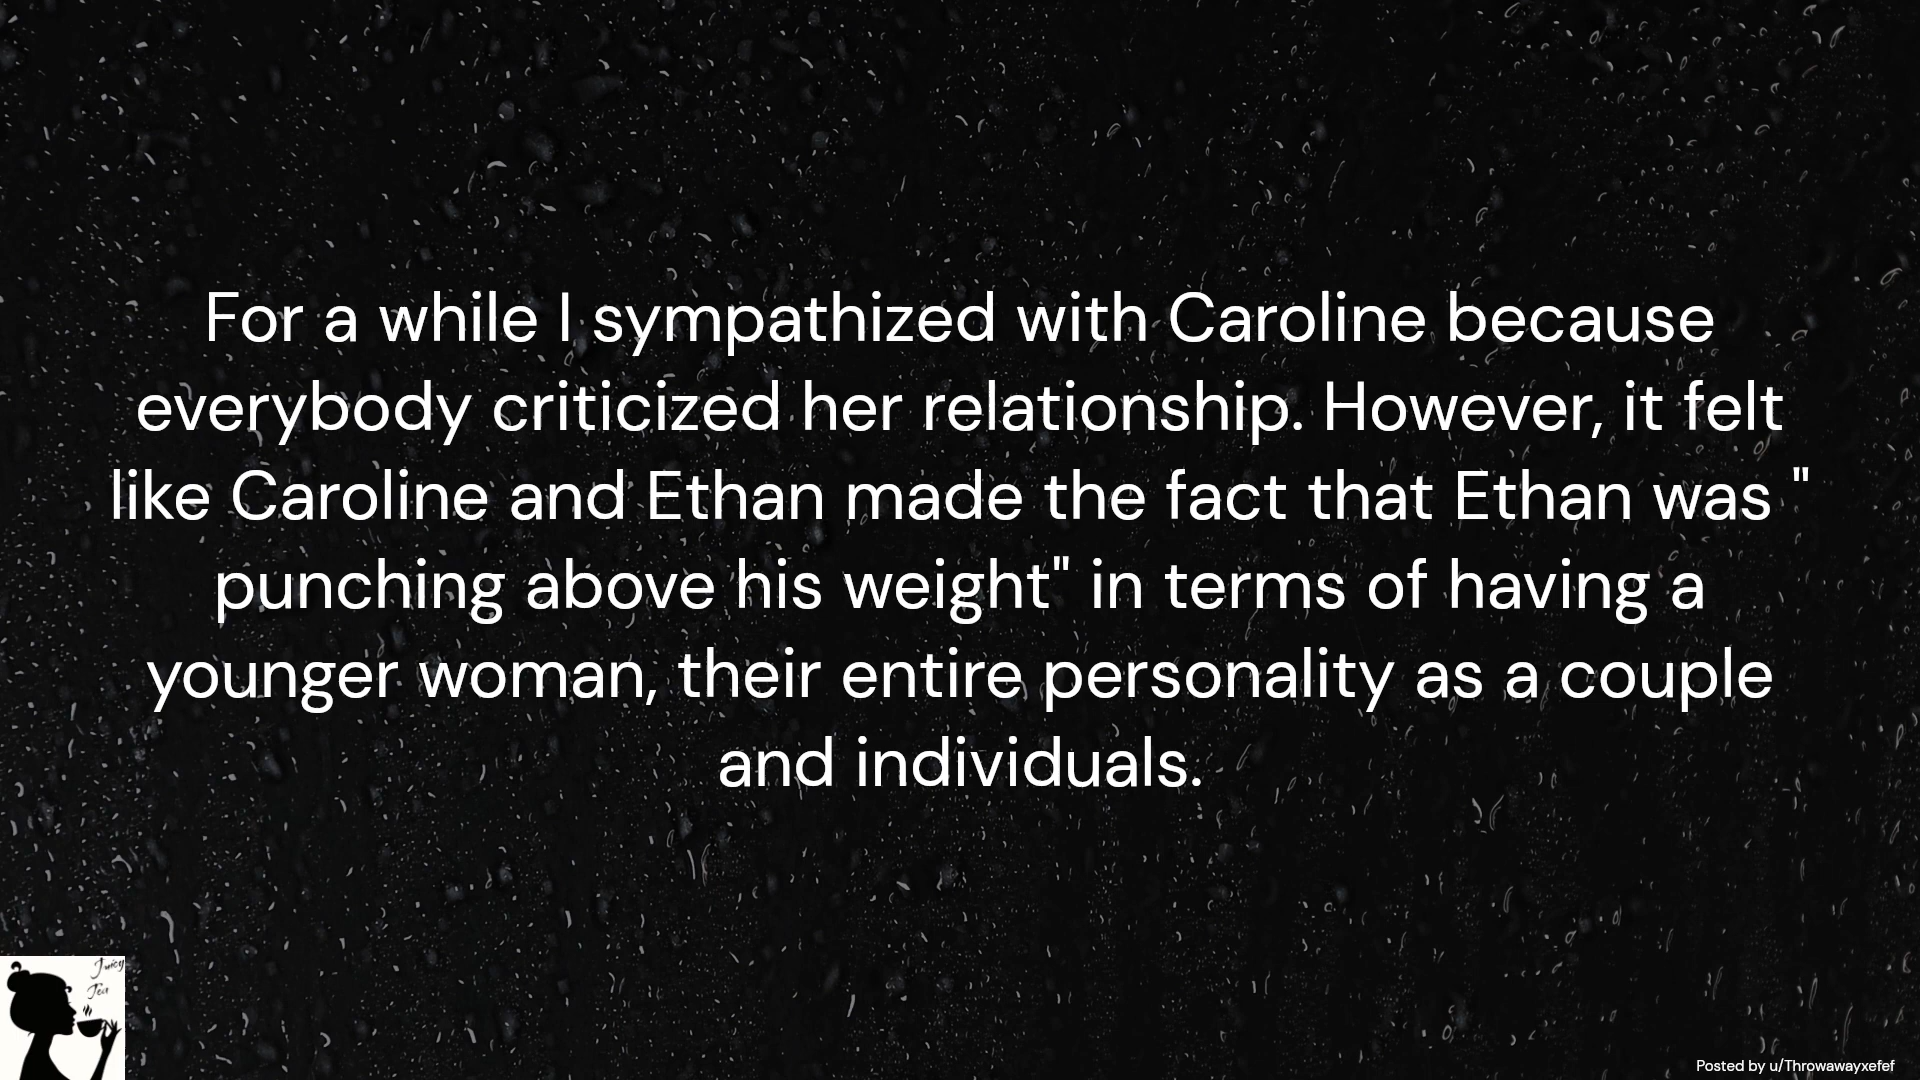 For a while I sympathized with Caroline because
everybody criticized her relationship. However, it felt
like Caroline and Ethan made the fact that Ethan was "
punching above his weight" in terms of having a
younger woman, their entire personality as a couple
and individuals.
Juicy
Tea
Posted by u/Throwawayxefef